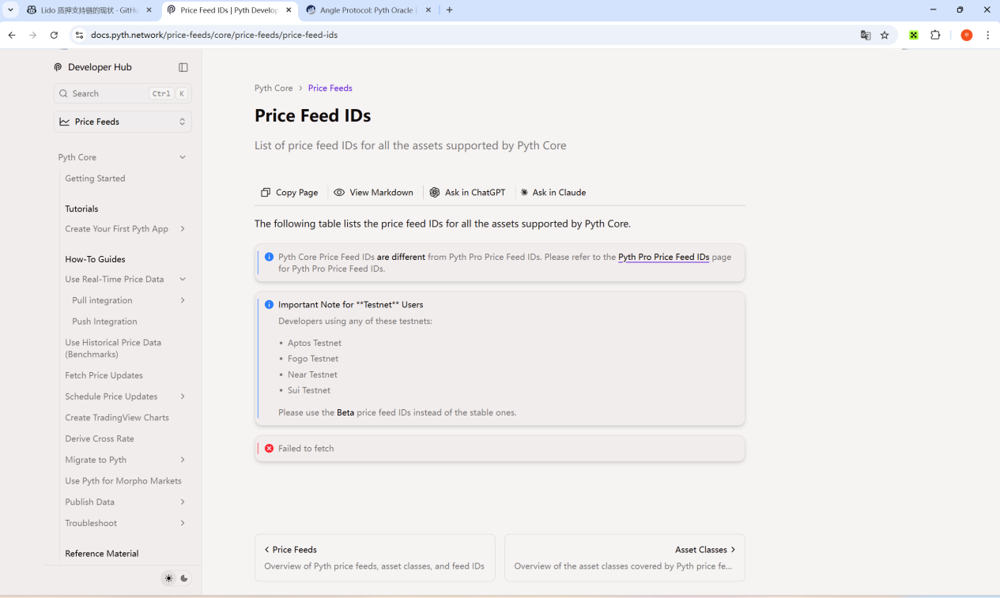 Lido 质押支持链的现状 - GitHu
Price Feed IDs | Pyth Develop
Angle Protocol: Pyth Oracle |
docs.pyth.network/price-feeds/core/price-feeds/price-feed-ids
Developer Hub
Search Ctrl K
Price Feeds
Pyth Core
Getting Started
Tutorials
Create Your First Pyth App
How-To Guides
Use Real-Time Price Data
Pull integration
Push Integration
Use Historical Price Data
(Benchmarks)
Fetch Price Updates
Schedule Price Updates
Create TradingView Charts
Derive Cross Rate
Migrate to Pyth
Use Pyth for Morpho Markets
Publish Data
Troubleshoot
Reference Material
Pyth Core > Price Feeds
Price Feed IDs
List of price feed IDs for all the assets supported by Pyth Core
Copy Page View Markdown Ask in ChatGPT Ask in Claude
The following table lists the price feed IDs for all the assets supported by Pyth Core.
Pyth Core Price Feed IDs are different from Pyth Pro Price Feed IDs. Please refer to the Pyth Pro Price Feed IDs page
for Pyth Pro Price Feed IDs.
Important Note for **Testnet** Users
Developers using any of these testnets:
• Aptos Testnet
• Fogo Testnet
• Near Testnet
• Sui Testnet
Please use the Beta price feed IDs instead of the stable ones.
Failed to fetch
< Price Feeds
Overview of Pyth price feeds, asset classes, and feed IDs
Asset Classes >
Overview of the asset classes covered by Pyth price fe...